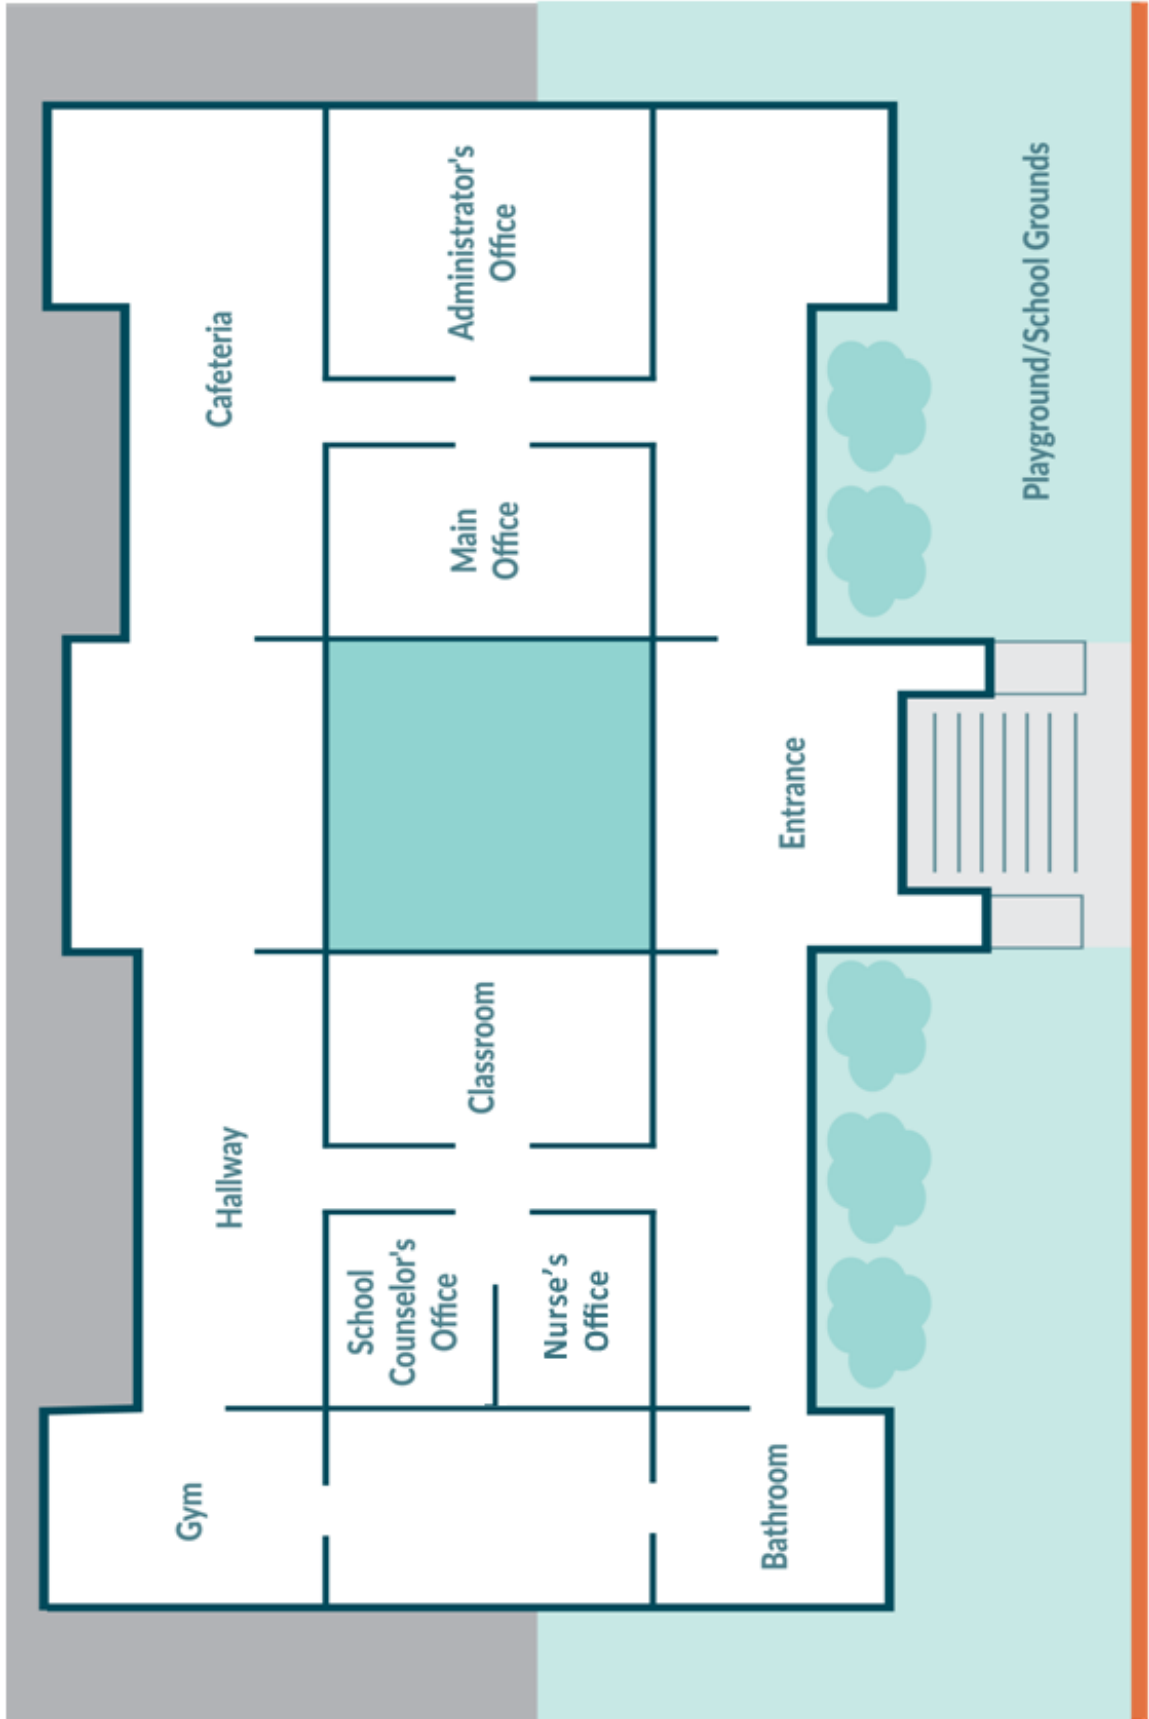 Gym
Hallway
Cafeteria
School
Counselor's
Office
Nurse's
Office
Classroom
Main
Office
Administrator's
Office
Bathroom
Entrance
Playground/School Grounds